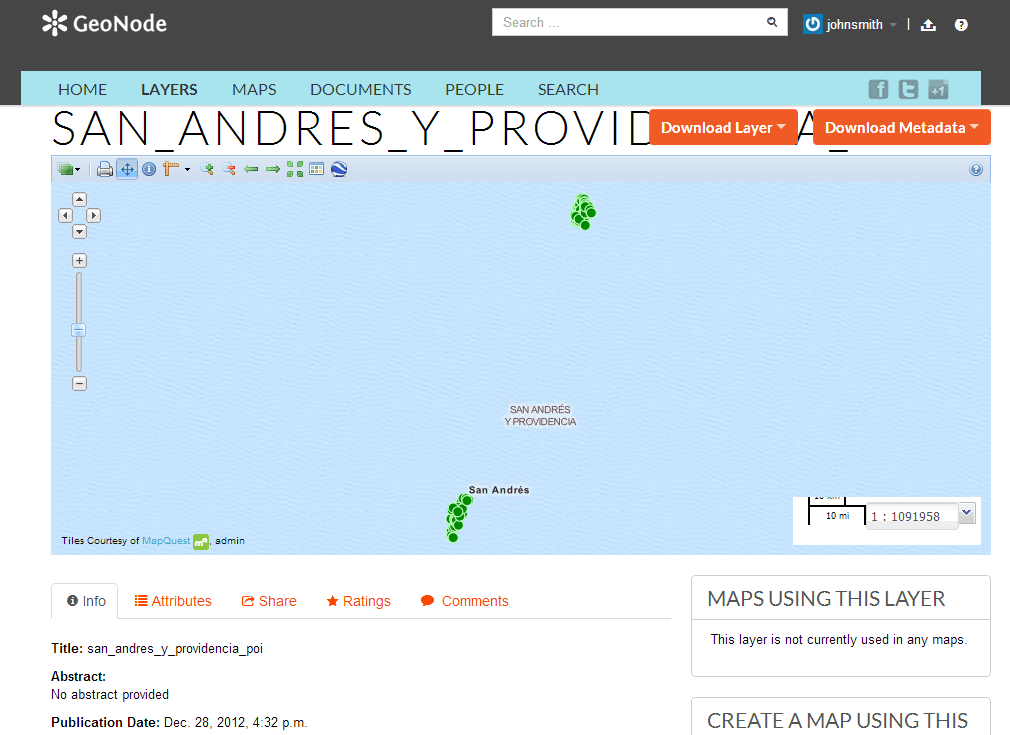 GeoNode
Search ...
johnsmith
HOME LAYERS MAPS DOCUMENTS PEOPLE SEARCH
SAN_ANDRES_Y_PROVID A_
Download Layer
Download Metadata
SAN ANDRÉS
Y PROVIDENCIA
San Andrés
10 mi
1 : 1091958
Tiles Courtesy of MapQuest mq, admin
Info Attributes Share Ratings Comments
Title: san_andres_y_providencia_poi
Abstract:
No abstract provided
Publication Date: Dec. 28, 2012, 4:32 p.m.
MAPS USING THIS LAYER
This layer is not currently used in any maps.
CREATE A MAP USING THIS